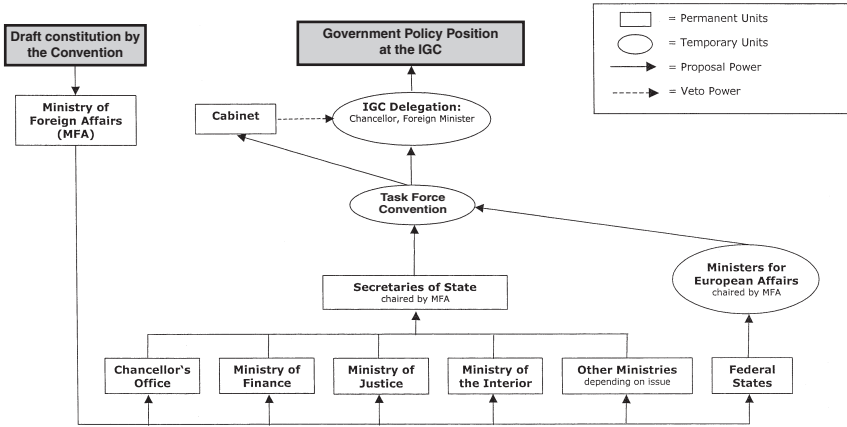 Draft constitution by
the Convention
Government Policy Position
at the IGC
= Permanent Units
= Temporary Units
= Proposal Power
= Veto Power
Ministry of
Foreign Affairs
(MFA)
Cabinet
IGC Delegation:
Chancellor, Foreign Minister
Task Force
Convention
Secretaries of State
chaired by MFA
Ministers for
European Affairs
chaired by MFA
Chancellor's
Office
Ministry of
Finance
Ministry of
Justice
Ministry of
the Interior
Other Ministries
depending on issue
Federal
States